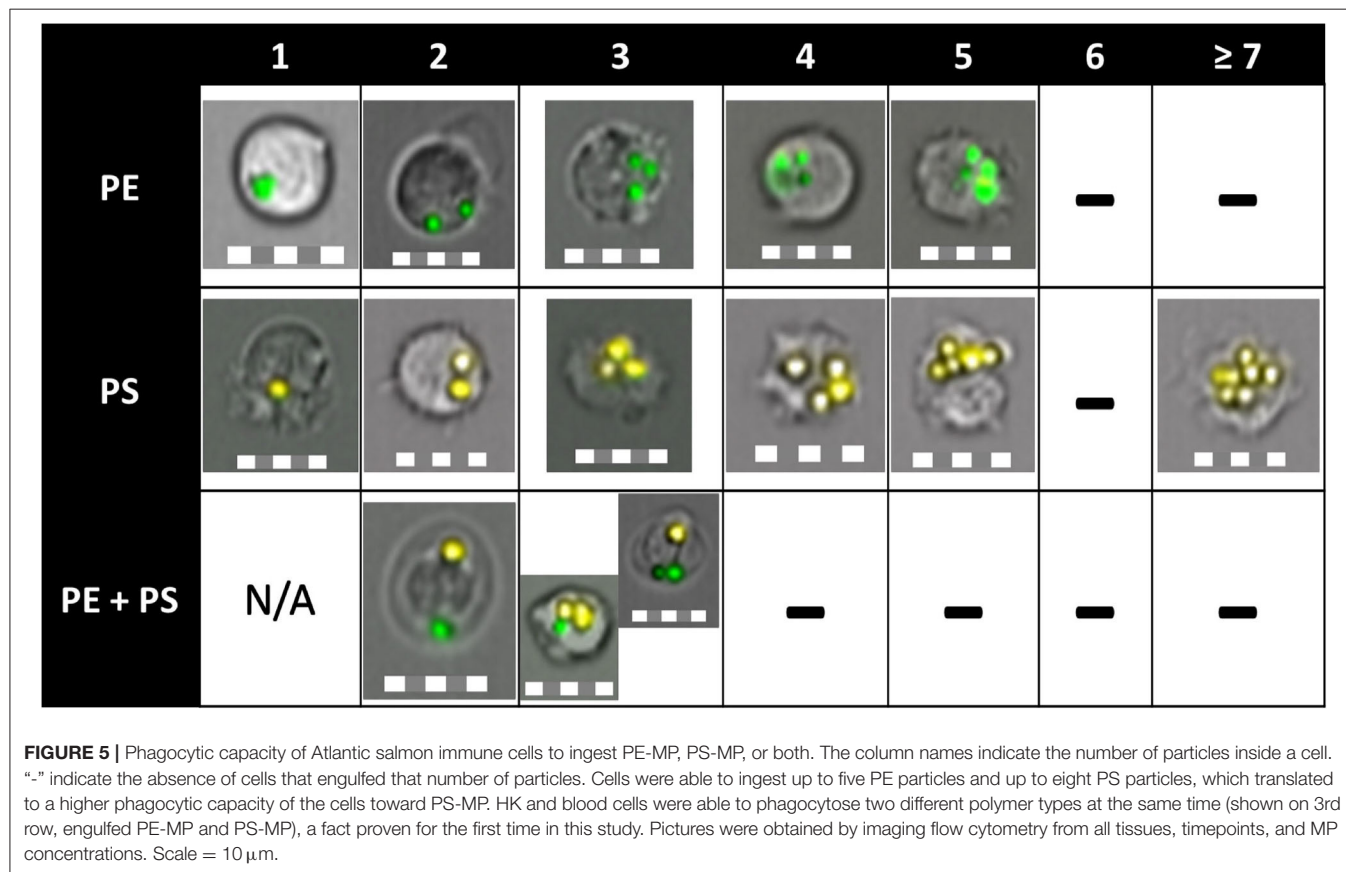 1 2 3 4 5 6 ≥ 7
PE - -
PS -
PE + PS N/A - - - -
FIGURE 5 | Phagocytic capacity of Atlantic salmon immune cells to ingest PE-MP, PS-MP, or both. The column names indicate the number of particles inside a cell.
“-” indicate the absence of cells that engulfed that number of particles. Cells were able to ingest up to five PE particles and up to eight PS particles, which translated
to a higher phagocytic capacity of the cells toward PS-MP. HK and blood cells were able to phagocytose two different polymer types at the same time (shown on 3rd
row, engulfed PE-MP and PS-MP), a fact proven for the first time in this study. Pictures were obtained by imaging flow cytometry from all tissues, timepoints, and MP
concentrations. Scale = 10 μm.